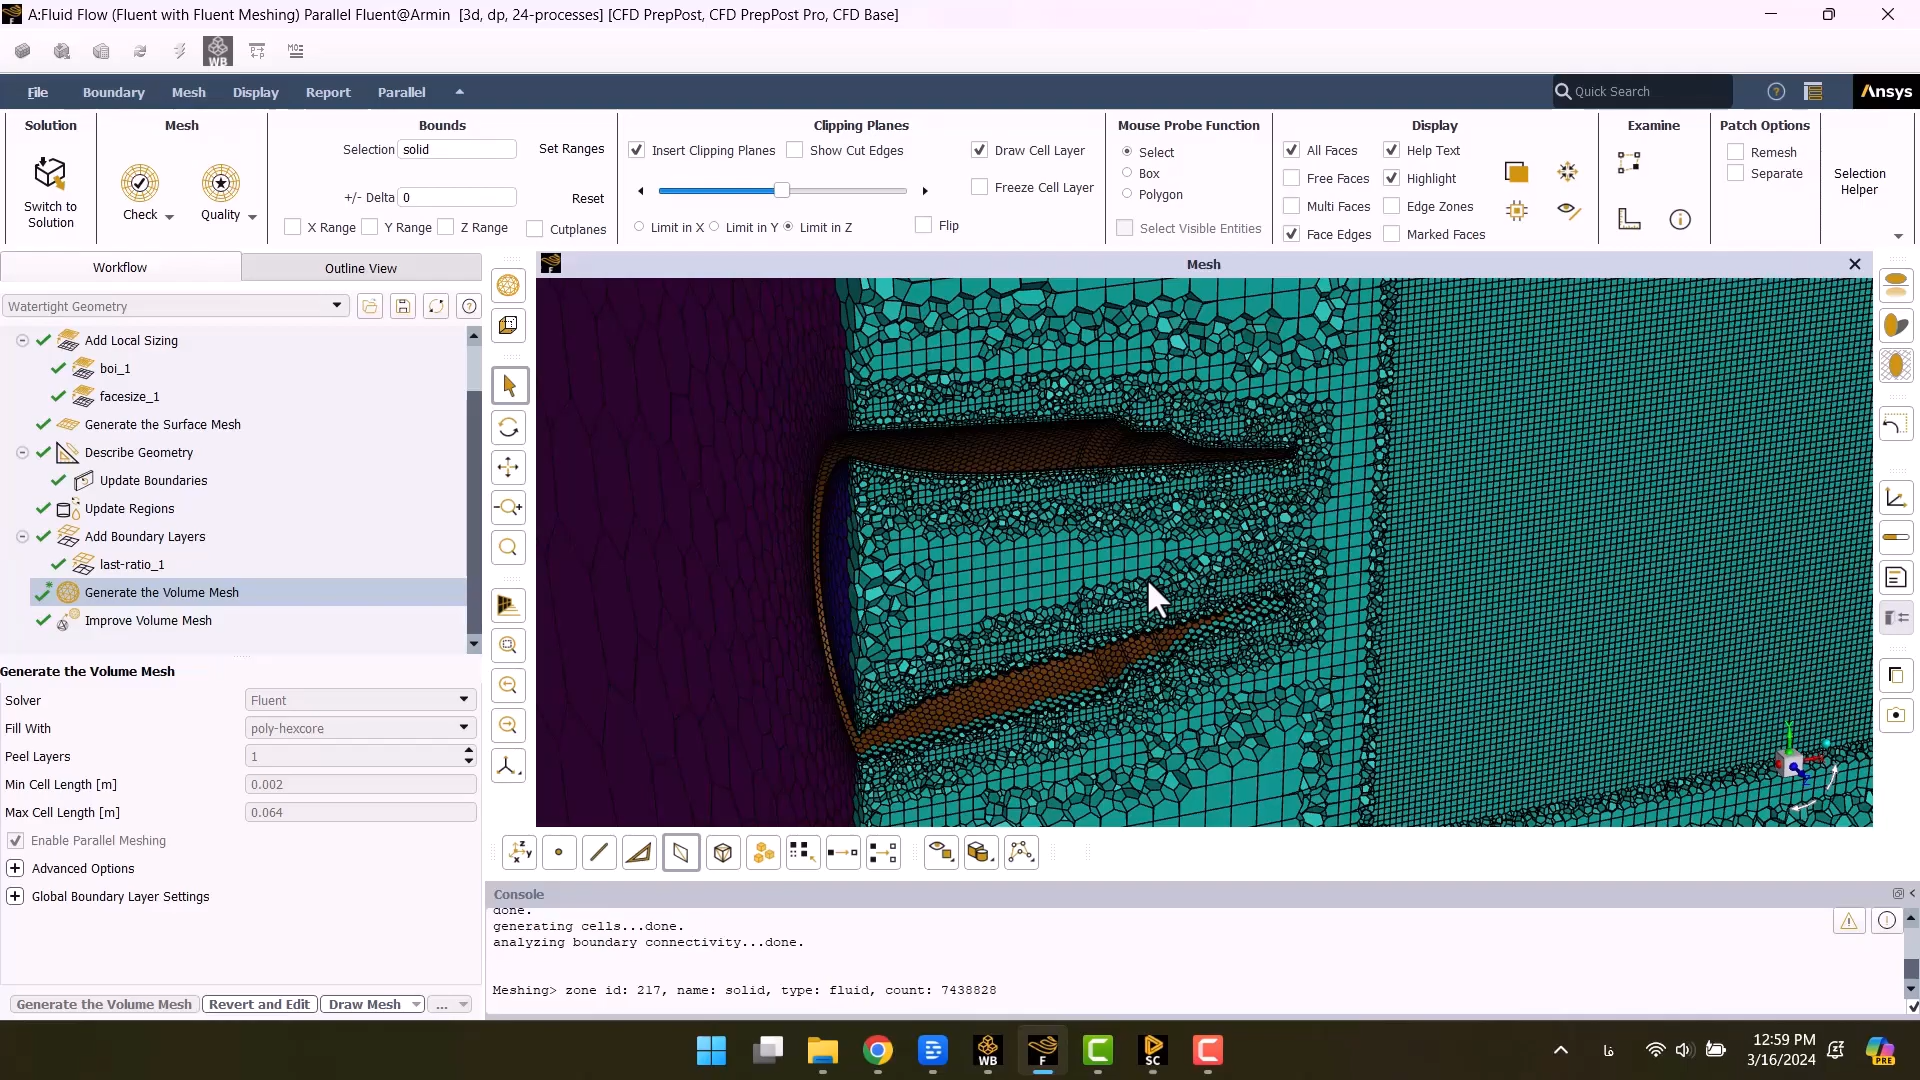 A:Fluid Flow (Fluent with Fluent Meshing) Parallel Fluent@Armin [3d, dp, 24-processes] [CFD PrepPost, CFD PrepPost Pro, CFD Base]
WB
File Boundary Mesh Display Report Parallel
Quick Search
Ansys
Solution
Switch to
Solution
Mesh
Check
Quality
Bounds
Selection solid Set Ranges
+/- Delta 0 Reset
X Range Y Range Z Range Cutplanes
Clipping Planes
Insert Clipping Planes Show Cut Edges Draw Cell Layer
Freeze Cell Layer
Limit in X Limit in Y Limit in Z Flip
Mouse Probe Function
Select
Box
Polygon
Select Visible Entities
Display
All Faces Help Text
Free Faces Highlight
Multi Faces Edge Zones
Face Edges Marked Faces
Examine
Patch Options
Remesh
Separate
Selection
Helper
Workflow
Outline View
Watertight Geometry
Add Local Sizing
boi_1
facesize_1
Generate the Surface Mesh
Describe Geometry
Update Boundaries
Update Regions
Add Boundary Layers
last-ratio_1
Generate the Volume Mesh
Improve Volume Mesh
Generate the Volume Mesh
Solver Fluent
Fill With poly-hexcore
Peel Layers 1
Min Cell Length [m] 0.002
Max Cell Length [m] 0.064
Enable Parallel Meshing
Advanced Options
Global Boundary Layer Settings
Generate the Volume Mesh Revert and Edit Draw Mesh ...
Mesh
Console
done.
generating cells...done.
analyzing boundary connectivity...done.
Meshing> zone id: 217, name: solid, type: fluid, count: 7438828
WB
F
SC
فا
12:59 PM
3/16/2024
PRE